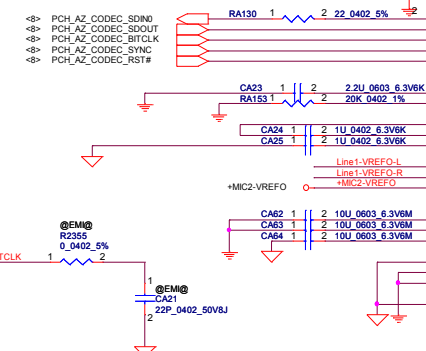 2
<8> PCH_AZ_CODEC_SDIN0 RA130 1 2 22_0402_5%
<8> PCH_AZ_CODEC_SDOUT
<8> PCH_AZ_CODEC_BITCLK
<8> PCH_AZ_CODEC_SYNC
<8> PCH_AZ_CODEC_RST#
CA23 1 2 2.2U_0603_6.3V6K
RA153 1 2 20K_0402_1%
CA24 1 2 1U_0402_6.3V6K
CA25 1 2 1U_0402_6.3V6K
Line1-VREFO-L
Line1-VREFO-R
+MIC2-VREFO +MIC2-VREFO
CA62 1 2 10U_0603_6.3V6M
CA63 1 2 10U_0603_6.3V6M
CA64 1 2 10U_0603_6.3V6M
@EMI@
R2355
0_0402_5%
TCLK 1 2
1
@EMI@
CA21
22P_0402_50V8J
2